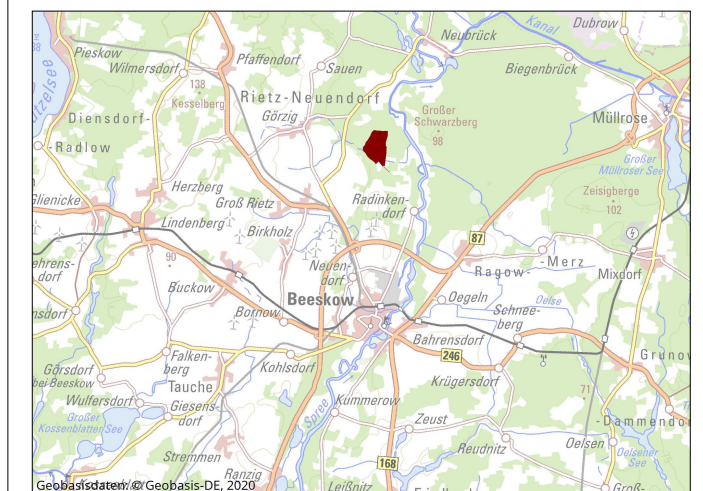 Dubrow
Neubrück
Kanal
Pieskow
Pfaffendorf
Wilmersdorf
Sauen
Biegenbrück
138
Kesselberg
Rietz-Neuendorf
Görzig
Großer
Schwarzberg
98
Müllrose
Diensdorf-
-Radlow
Großer
Müllroser See
Herzberg
Groß Rietz
Radinken-
dorf
Zeisigberge
102
Glienicke
Lindenberg
Birkholz
87
90
Neuen-
dorf
Ragow-
-Merz
Mixdorf
Buckow
Beeskow
Oegeln
Oelse
Bornow
Schnee-
berg
Bahrensdorf
246
Falken-
berg
Kohlsdorf
Krügersdorf
Görsdorf
bei Beeskow
Tauche
71
Wulfersdorf
Giesens-
dorf
Spree
Kummerow
Großer
Kossenblatter See
Zeust
-Dammendo
Reudnitz
Oelsen
Oelsener
See
Stremmen
168
Ranzig
Leißnitz
Groß-
Geobasisdaten: © Geobasis-DE, 2020